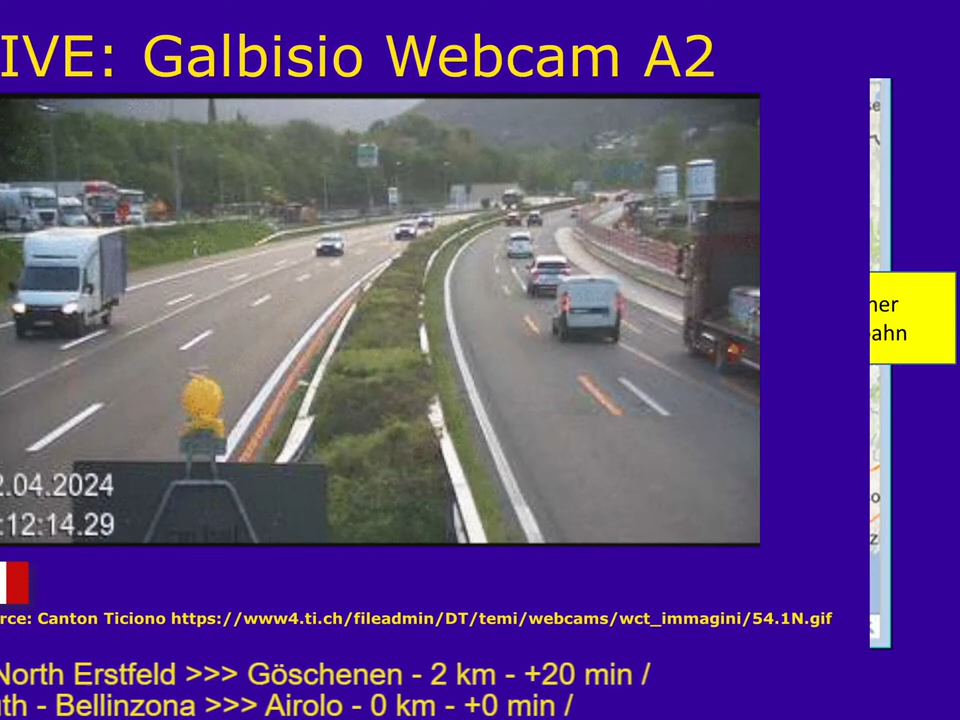 IVE: Galbisio Webcam A2
2.04.2024
:12:14.29
ner
ahn
rce: Canton Ticiono https://www4.ti.ch/fileadmin/DT/temi/webcams/wct_immagini/54.1N.gif
North Erstfeld >>> Göschenen - 2 km - +20 min /
uth - Bellinzona >>> Airolo - 0 km - +0 min /